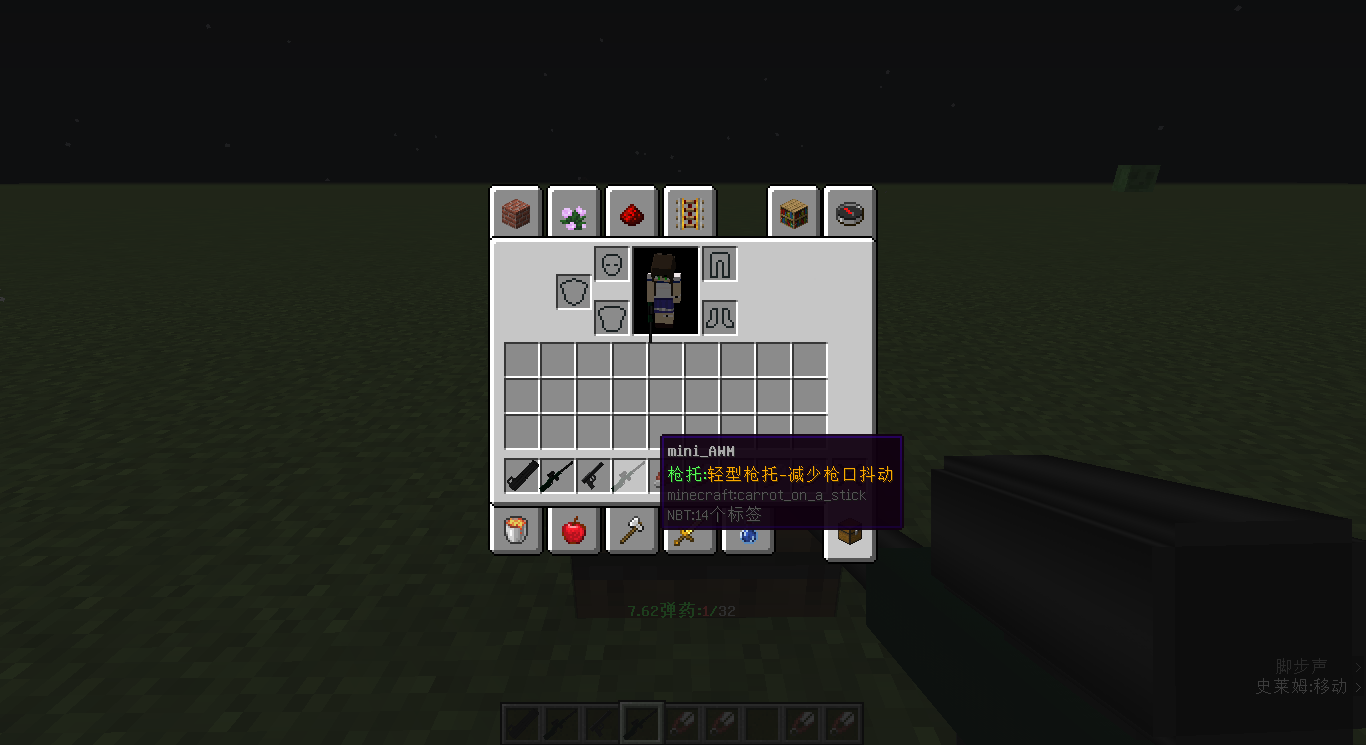 mini_AWM
枪托:轻型枪托-减少枪口抖动
minecraft:carrot_on_a_stick
NBT:14个标签
7.62弹药:1/32
脚步声 >
史莱姆:移动 >